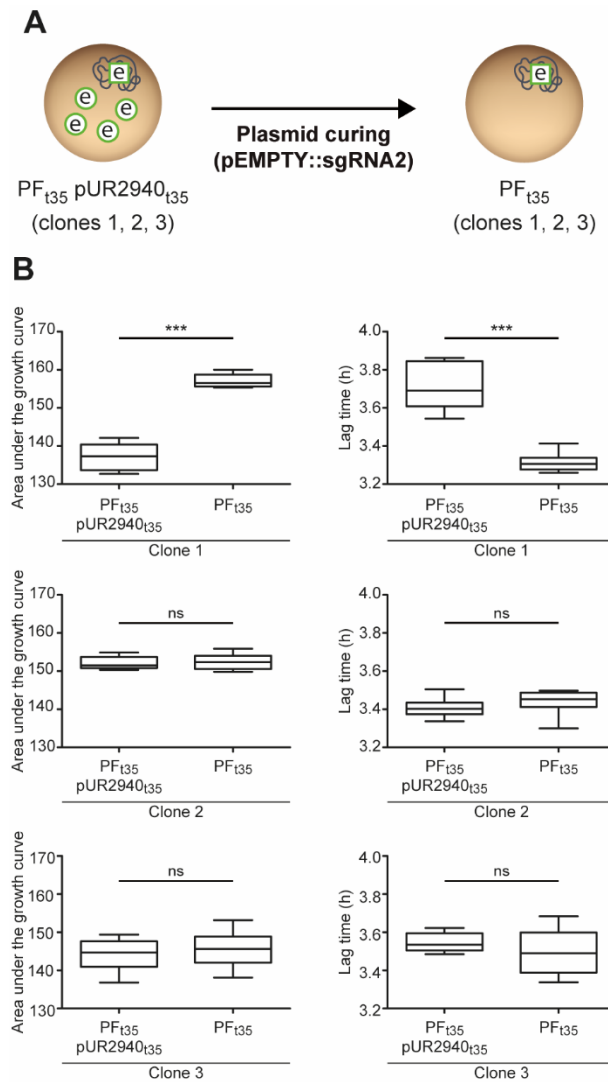 A
e
e
e
e
e
e
Plasmid curing
(pEMPTY::sgRNA2)
PFt35 pUR2940t35
(clones 1, 2, 3)
PFt35
(clones 1, 2, 3)
B
Area under the growth curve
170
160
150
140
130
***
PFt35
pUR2940t35
PFt35
Clone 1
Lag time (h)
4.0
3.8
3.6
3.4
3.2
***
PFt35
pUR2940t35
PFt35
Clone 1
Area under the growth curve
170
160
150
140
130
ns
PFt35
pUR2940t35
PFt35
Clone 2
Lag time (h)
4.0
3.8
3.6
3.4
3.2
ns
PFt35
pUR2940t35
PFt35
Clone 2
Area under the growth curve
170
160
150
140
130
ns
PFt35
pUR2940t35
PFt35
Clone 3
Lag time (h)
4.0
3.8
3.6
3.4
3.2
ns
PFt35
pUR2940t35
PFt35
Clone 3